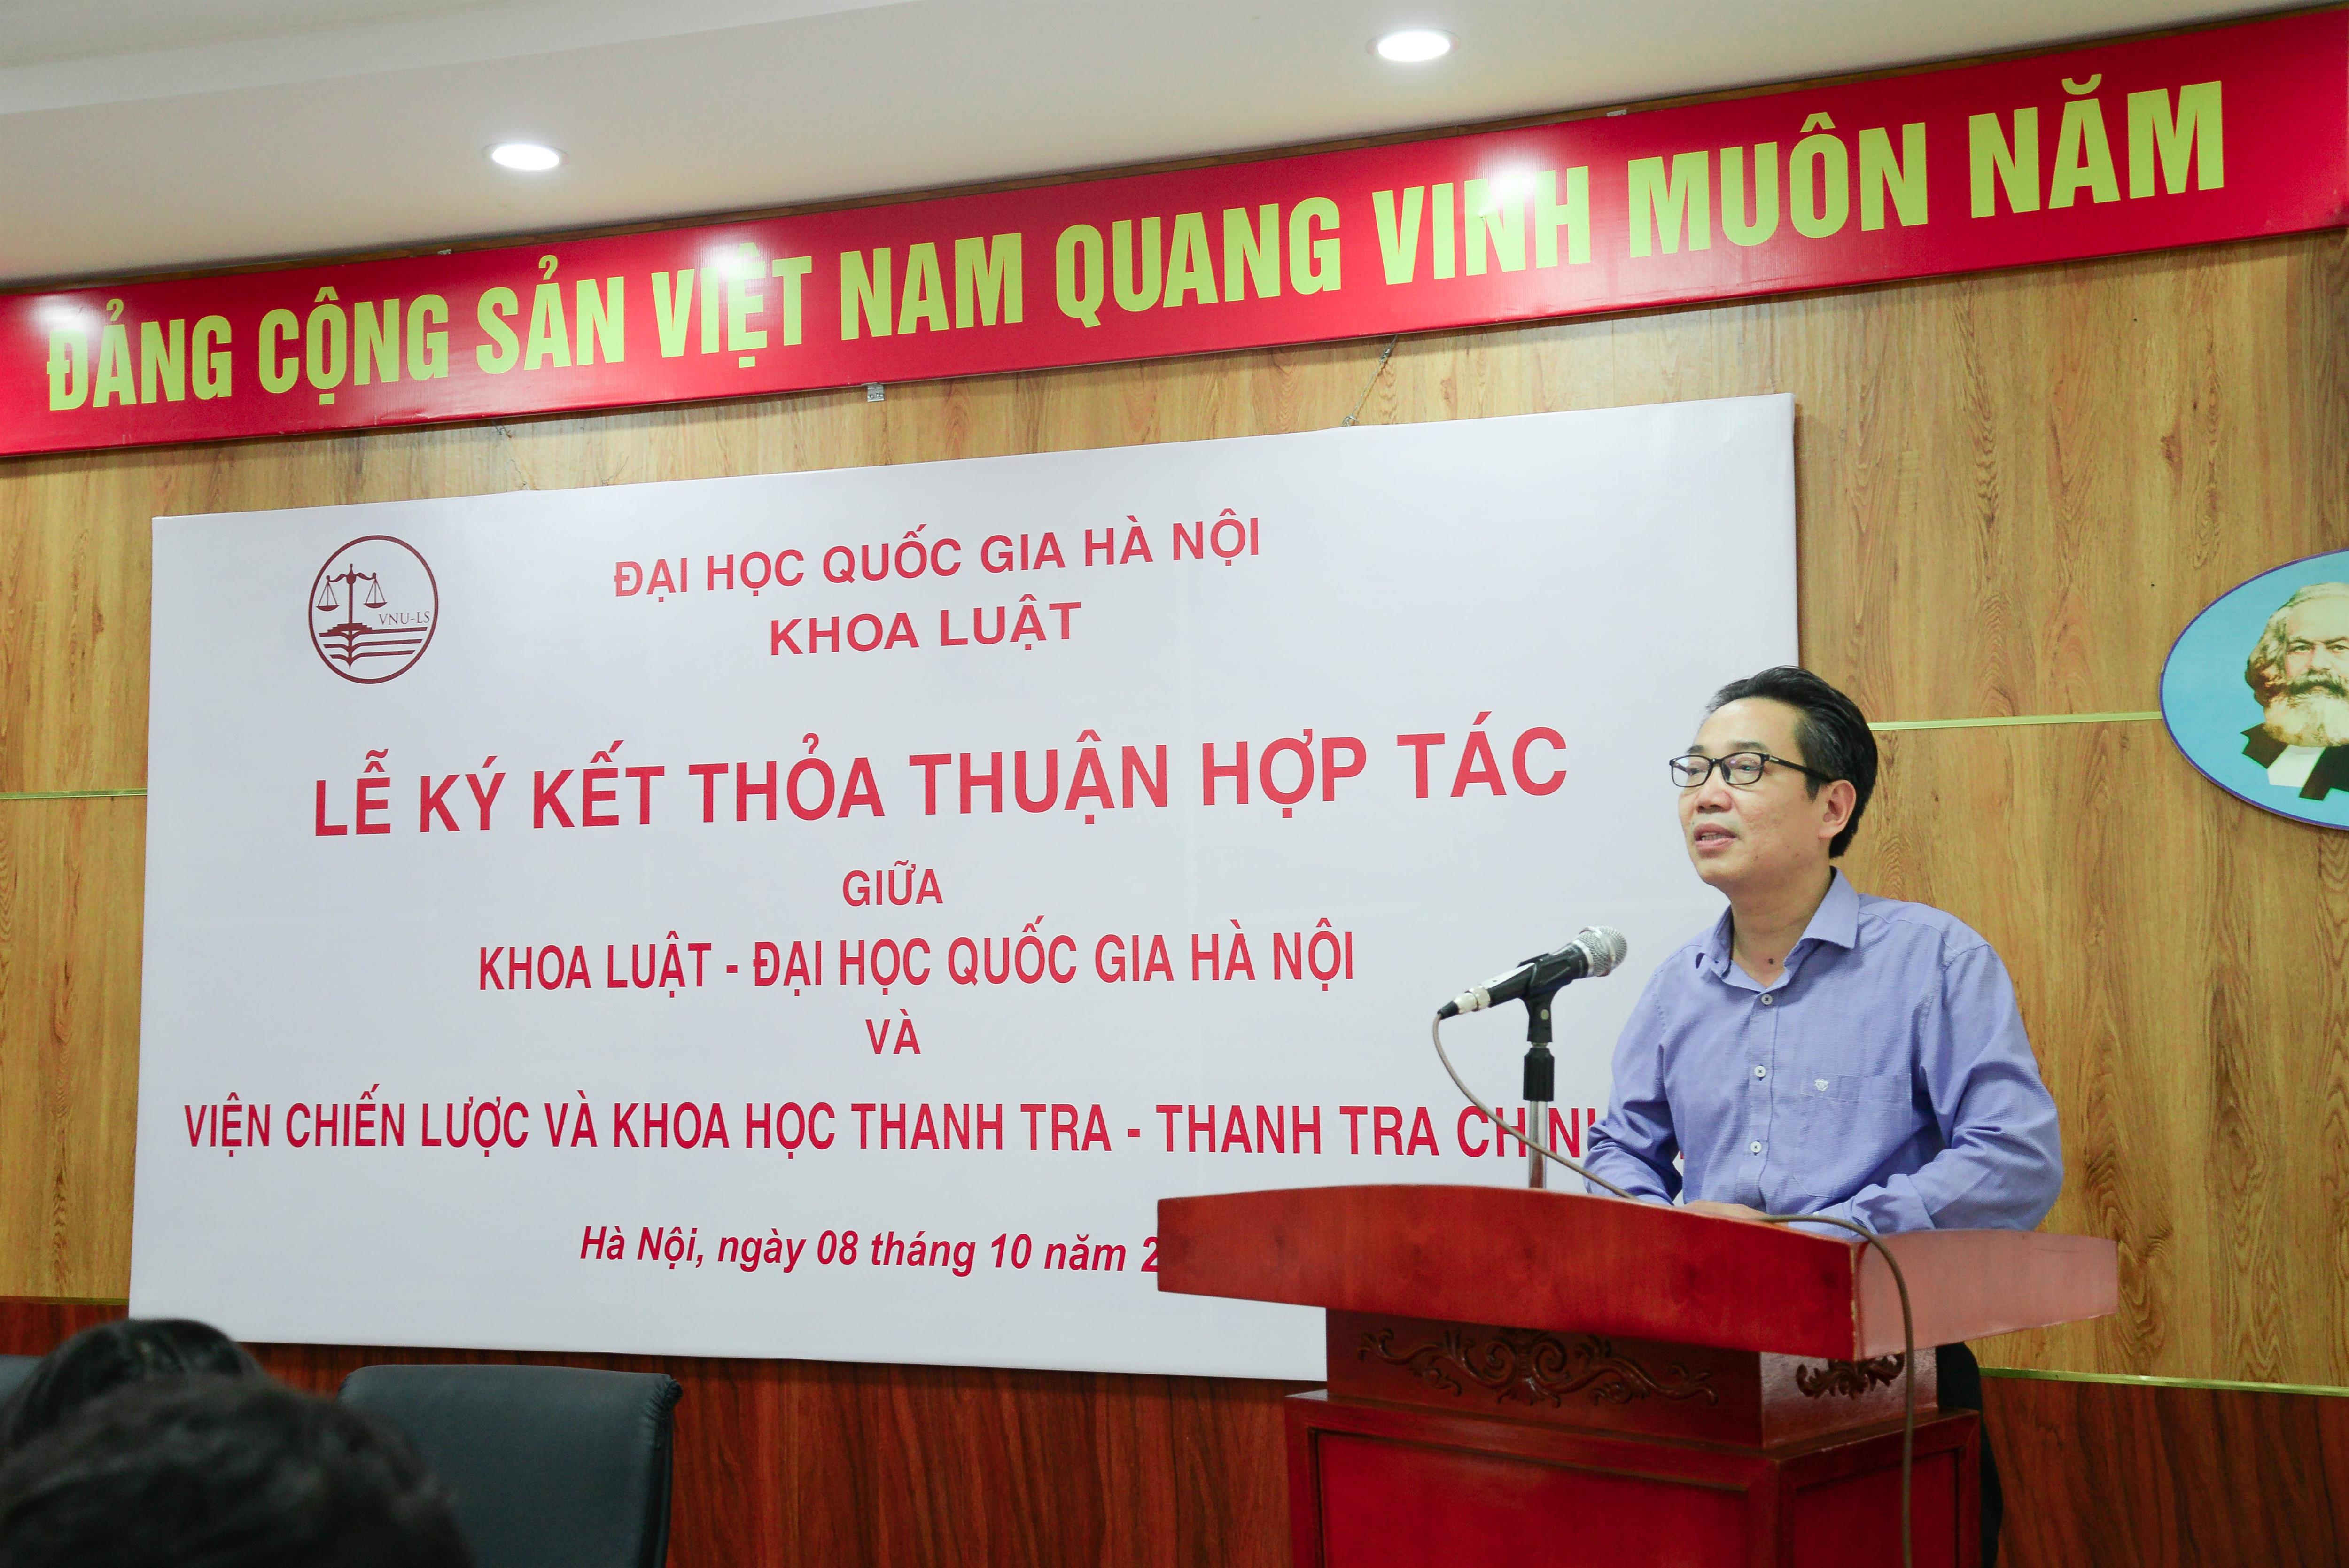 ĐẢNG CỘNG SẢN VIỆT NAM QUANG VINH MUÔN NĂM
VNU-LS
ĐẠI HỌC QUỐC GIA HÀ NỘI
KHOA LUẬT
LỄ KÝ KẾT THỎA THUẬN HỢP TÁC
GIỮA
KHOA LUẬT - ĐẠI HỌC QUỐC GIA HÀ NỘI
VÀ
VIỆN CHIẾN LƯỢC VÀ KHOA HỌC THANH TRA - THANH TRA
Hà Nội, ngày 08 tháng 10 năm